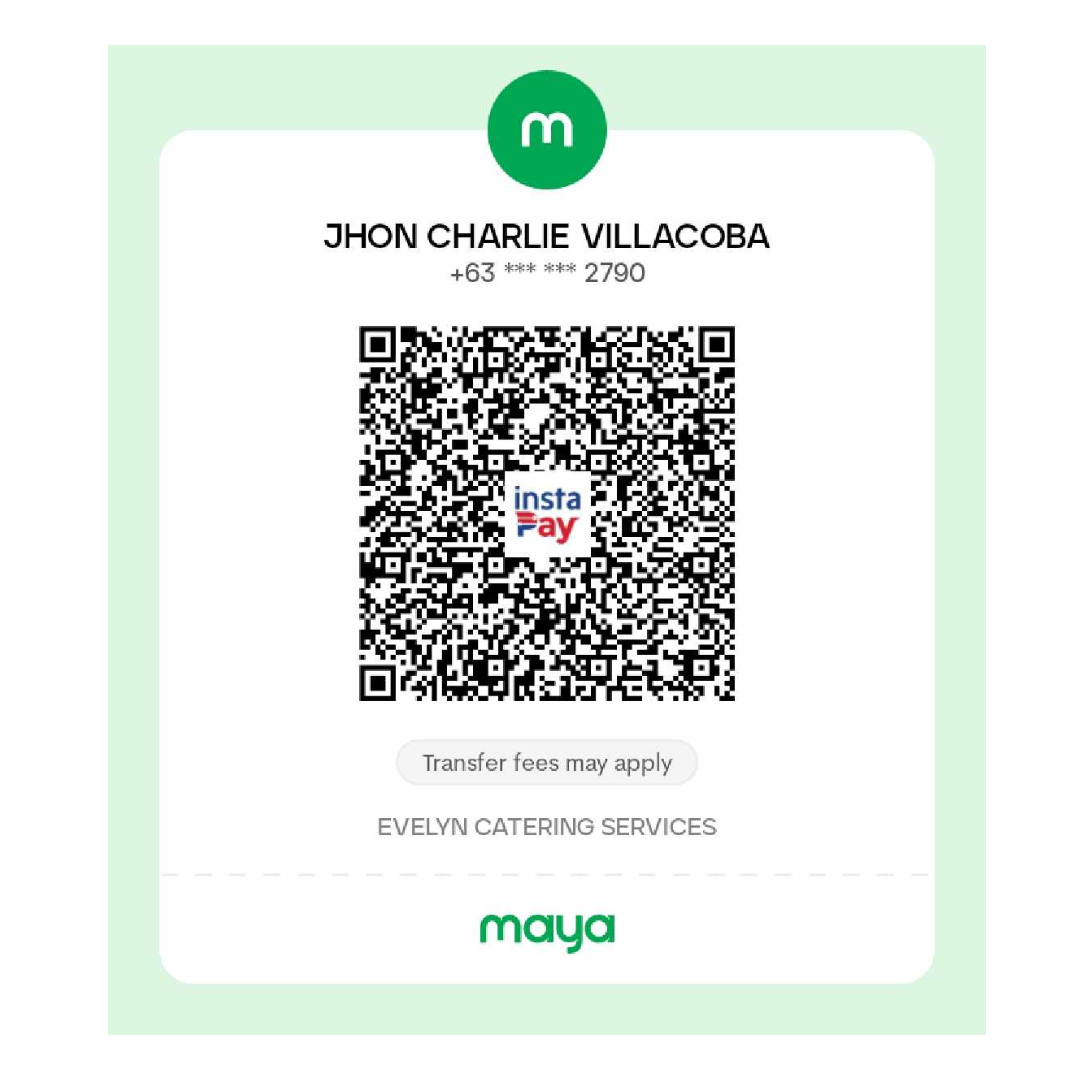 m
JHON CHARLIE VILLACOBA
+63 *** *** 2790
insta
Pay
Transfer fees may apply
EVELYN CATERING SERVICES
maya